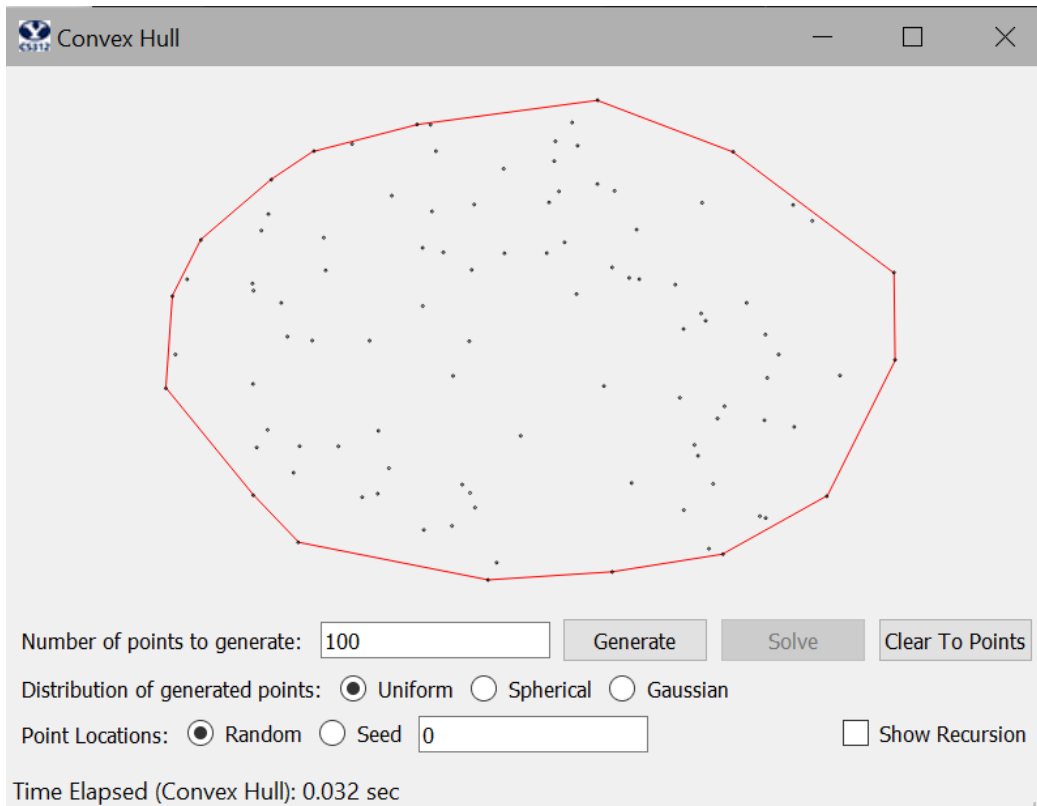 CS312 Convex Hull
Number of points to generate: 100 Generate Solve Clear To Points
Distribution of generated points: Uniform Spherical Gaussian
Point Locations: Random Seed 0 Show Recursion
Time Elapsed (Convex Hull): 0.032 sec